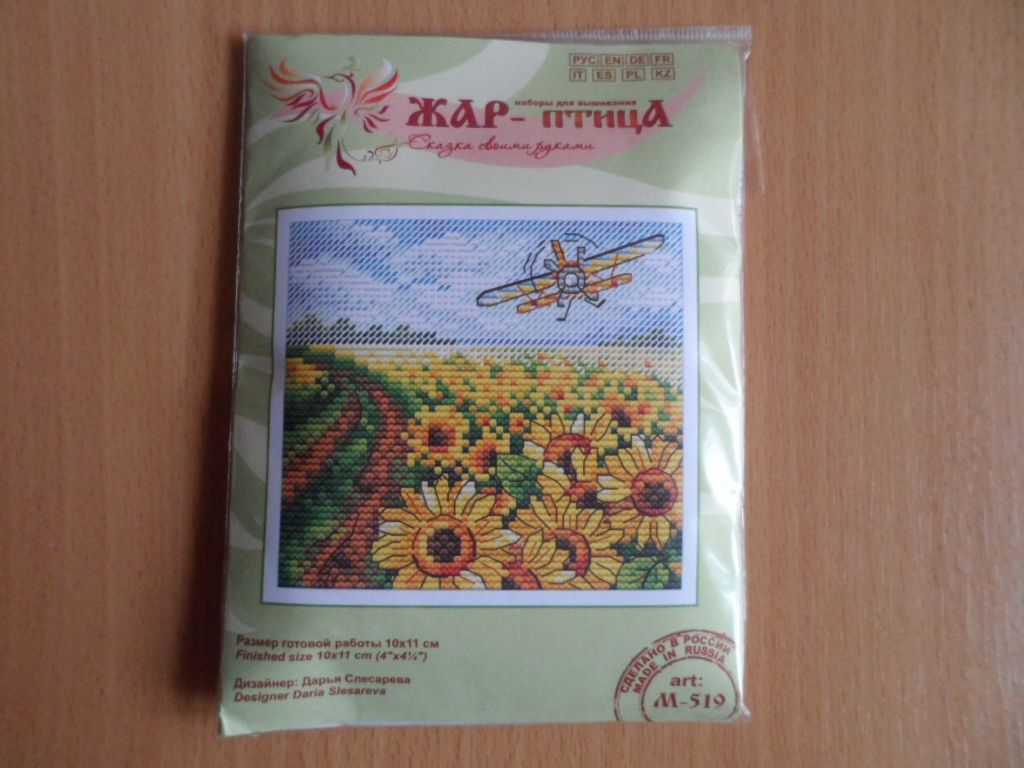 РУС EN DE FR
IT ES PL KZ
наборы для вышивания
ЖАР-ПТИЦА
Сказка своими руками
Размер готовой работы 10х11 см
Finished size 10x11 cm (4"x4¼")
Дизайнер: Дарья Слесарева
Designer Daria Slesareva
СДЕЛАНО В РОССИИ
MADE IN RUSSIA
art:
М-519